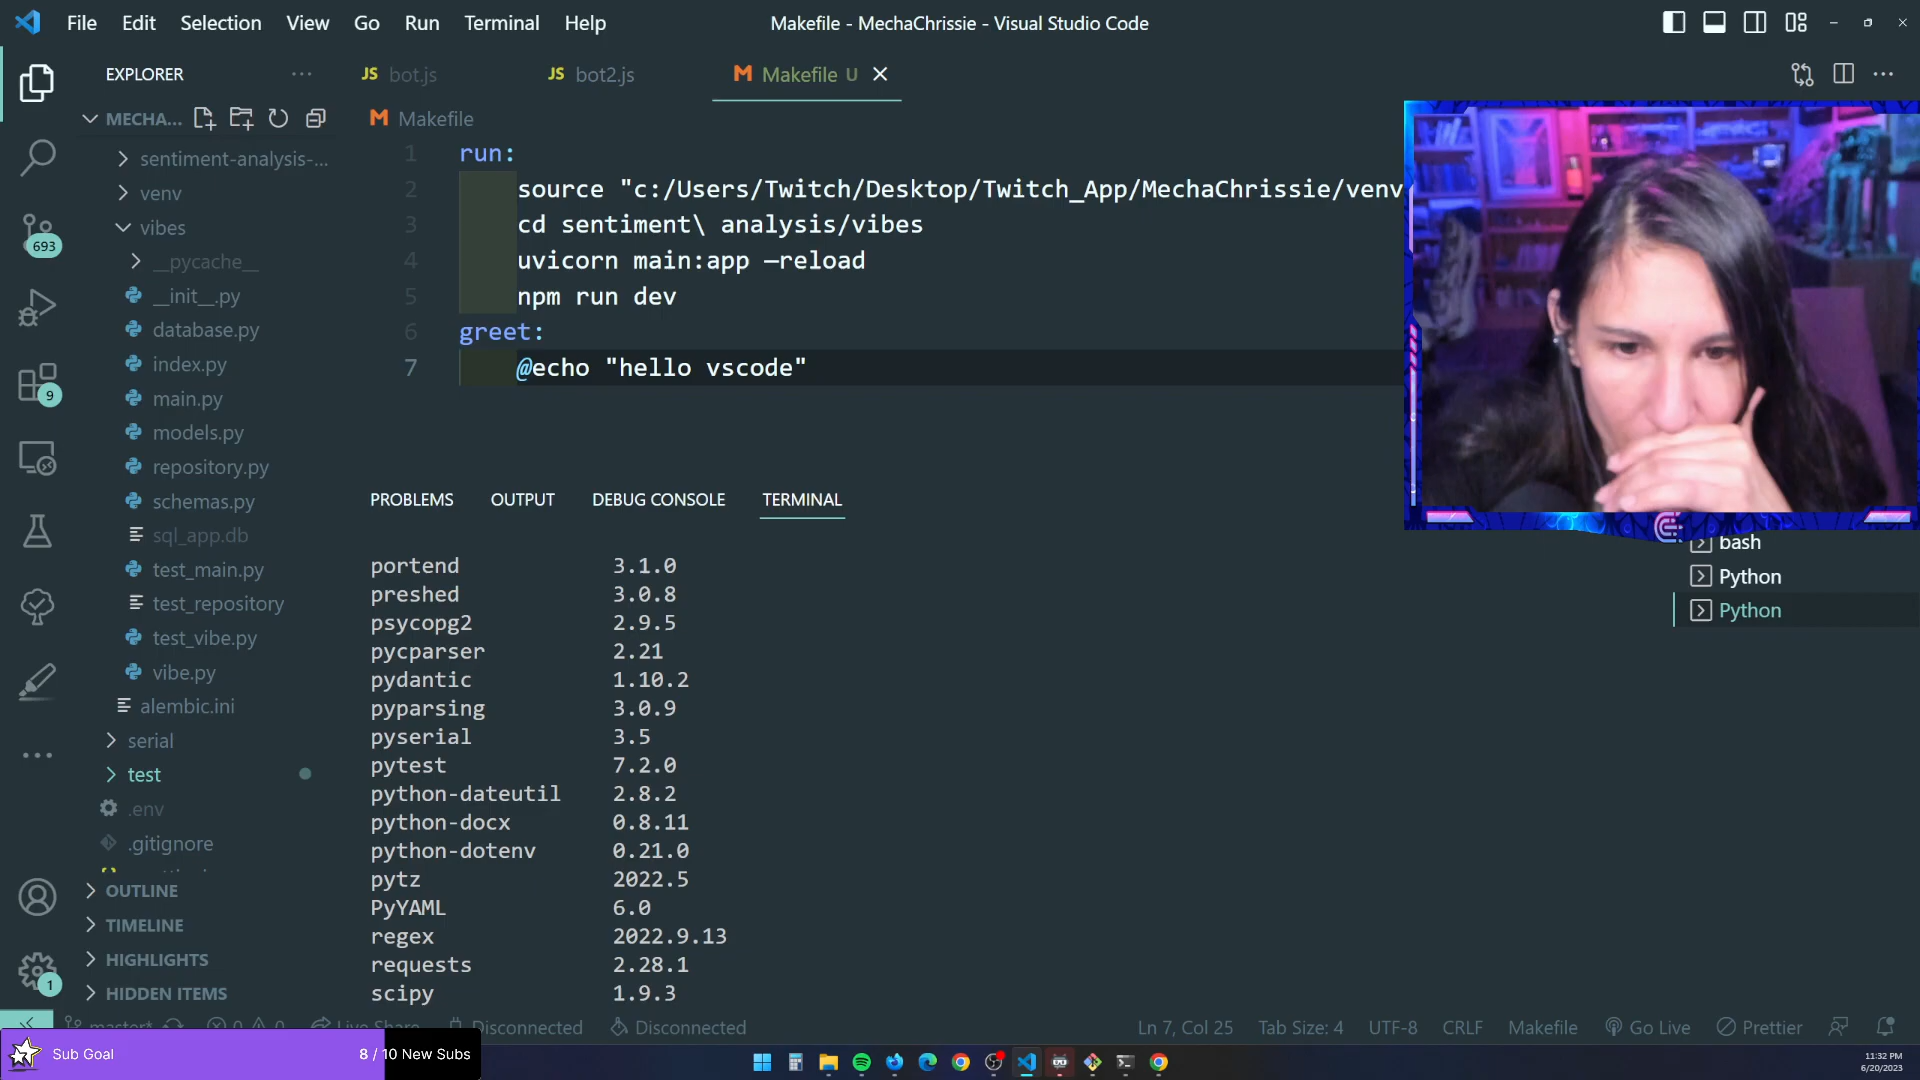 File Edit Selection View Go Run Terminal Help
Makefile - MechaChrissie - Visual Studio Code
EXPLORER
JS bot.js
JS bot2.js
M Makefile U
MECHA...
M Makefile
sentiment-analysis-...
venv
vibes
__pycache__
__init__.py
database.py
index.py
main.py
models.py
repository.py
schemas.py
sql_app.db
test_main.py
test_repository
test_vibe.py
vibe.py
alembic.ini
serial
test
.env
.gitignore
OUTLINE
TIMELINE
HIGHLIGHTS
HIDDEN ITEMS
693
9
1
1 run:
2 source "c:/Users/Twitch/Desktop/Twitch_App/MechaChrissie/venv
3 cd sentiment\ analysis/vibes
4 uvicorn main:app —reload
5 npm run dev
6 greet:
7 @echo "hello vscode"
PROBLEMS OUTPUT DEBUG CONSOLE TERMINAL
portend 3.1.0
preshed 3.0.8
psycopg2 2.9.5
pycparser 2.21
pydantic 1.10.2
pyparsing 3.0.9
pyserial 3.5
pytest 7.2.0
python-dateutil 2.8.2
python-docx 0.8.11
python-dotenv 0.21.0
pytz 2022.5
PyYAML 6.0
regex 2022.9.13
requests 2.28.1
scipy 1.9.3
bash
Python
Python
master* 0 0 Live Share Disconnected Disconnected
Ln 7, Col 25 Tab Size: 4 UTF-8 CRLF Makefile Go Live Prettier
Sub Goal 8 / 10 New Subs
11:32 PM
6/20/2023